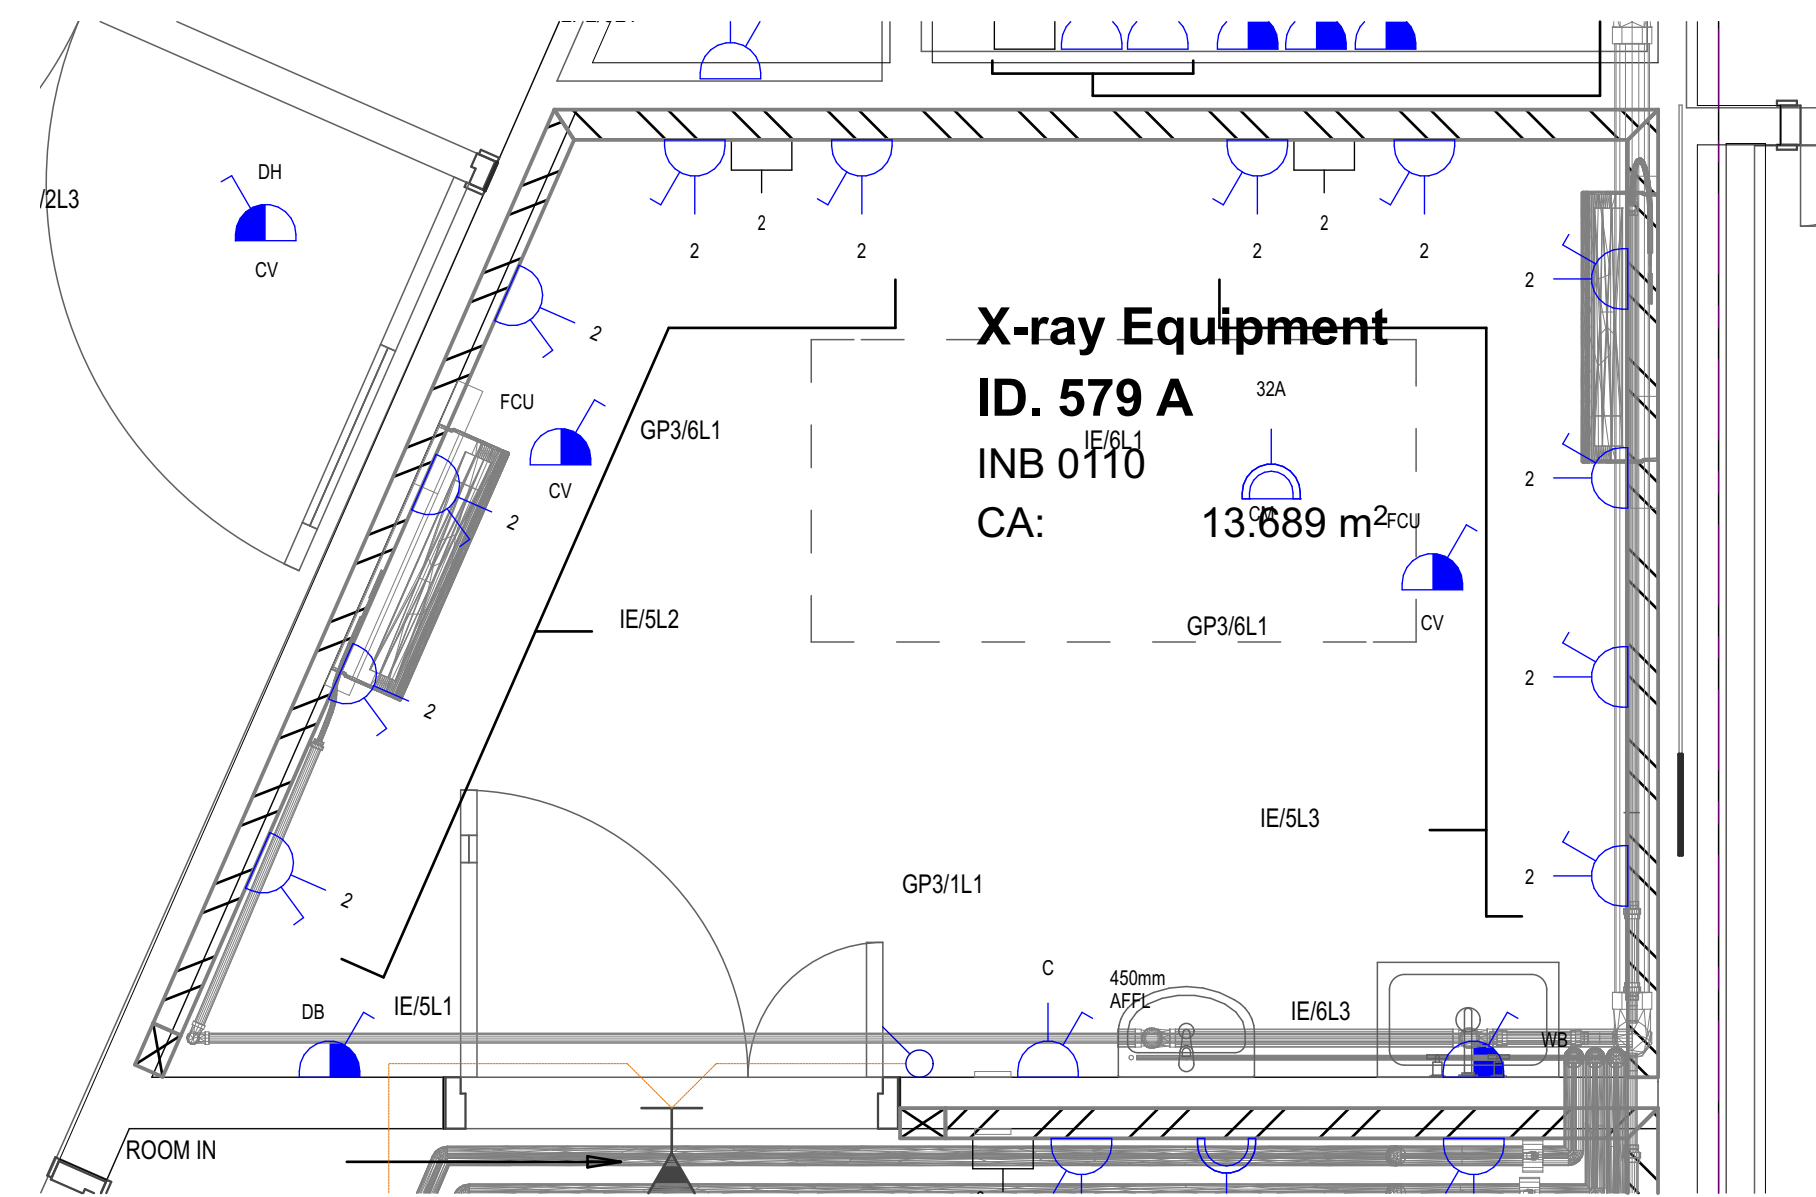 /2L3
DH
CV
2
2
2
2
2
2
2
2
X-ray Equipment
ID. 579 A
INB 0110
CA: 13.689 m²
32A
IE/6L1
CM
FCU
CV
GP3/6L1
FCU
CV
GP3/6L1
2
2
2
IE/5L2
2
2
IE/5L3
2
GP3/1L1
2
C
450mm
AFFL
IE/6L3
WB
DB
IE/5L1
ROOM IN